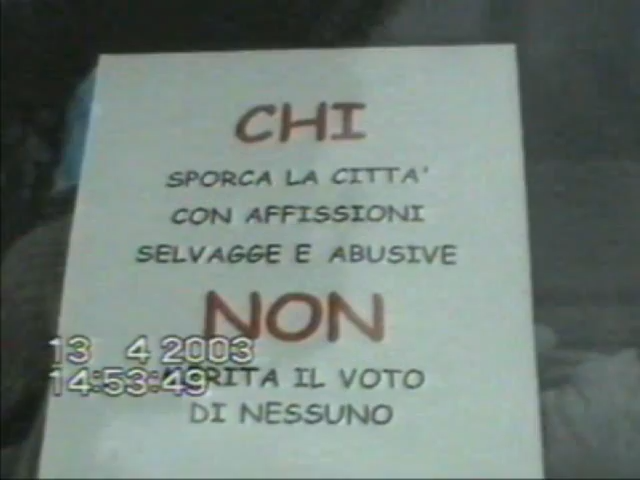 CHI
SPORCA LA CITTA'
CON AFFISSIONI
SELVAGGE E ABUSIVE
NON
MERITA IL VOTO
DI NESSUNO
13 4 2003
14:53:49